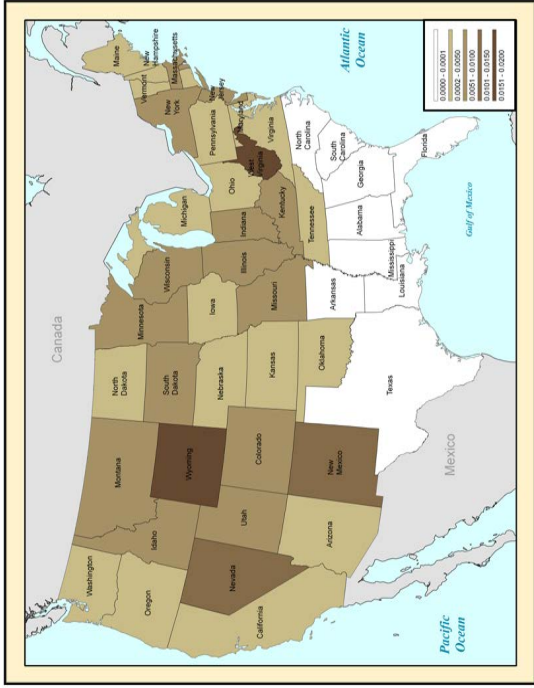 Canada
Washington
Oregon
California
Nevada
Idaho
Montana
Wyoming
Utah
Arizona
Colorado
New
Mexico
North
Dakota
South
Dakota
Nebraska
Kansas
Oklahoma
Texas
Minnesota
Iowa
Missouri
Arkansas
Louisiana
Wisconsin
Illinois
Michigan
Indiana
Ohio
Kentucky
Tennessee
Mississippi
Alabama
Georgia
Florida
South
Carolina
North
Carolina
Virginia
West
Virginia
Maryland
Pennsylvania
New
Jersey
New
York
Vermont
New
Hampshire
Maine
Massachusetts
Atlantic
Ocean
Pacific
Ocean
Gulf of Mexico
Mexico
0.0000 - 0.0001
0.0002 - 0.0050
0.0051 - 0.0100
0.0101 - 0.0150
0.0151 - 0.0200